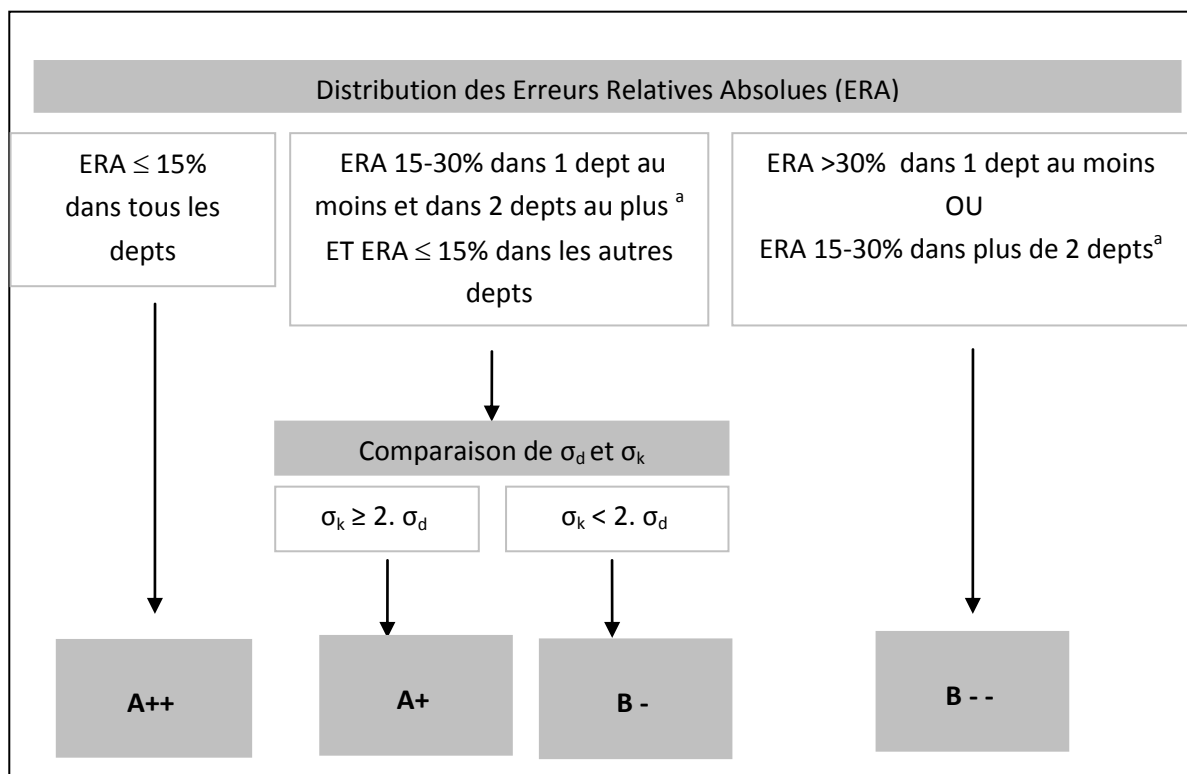 Distribution des Erreurs Relatives Absolues (ERA)
ERA ≤ 15%
dans tous les
depts
ERA 15-30% dans 1 dept au
moins et dans 2 depts au plus ᵃ
ET ERA ≤ 15% dans les autres
depts
ERA >30% dans 1 dept au moins
OU
ERA 15-30% dans plus de 2 deptsᵃ
Comparaison de σd et σk
σk ≥ 2. σd
σk < 2. σd
A++
A+
B -
B - -